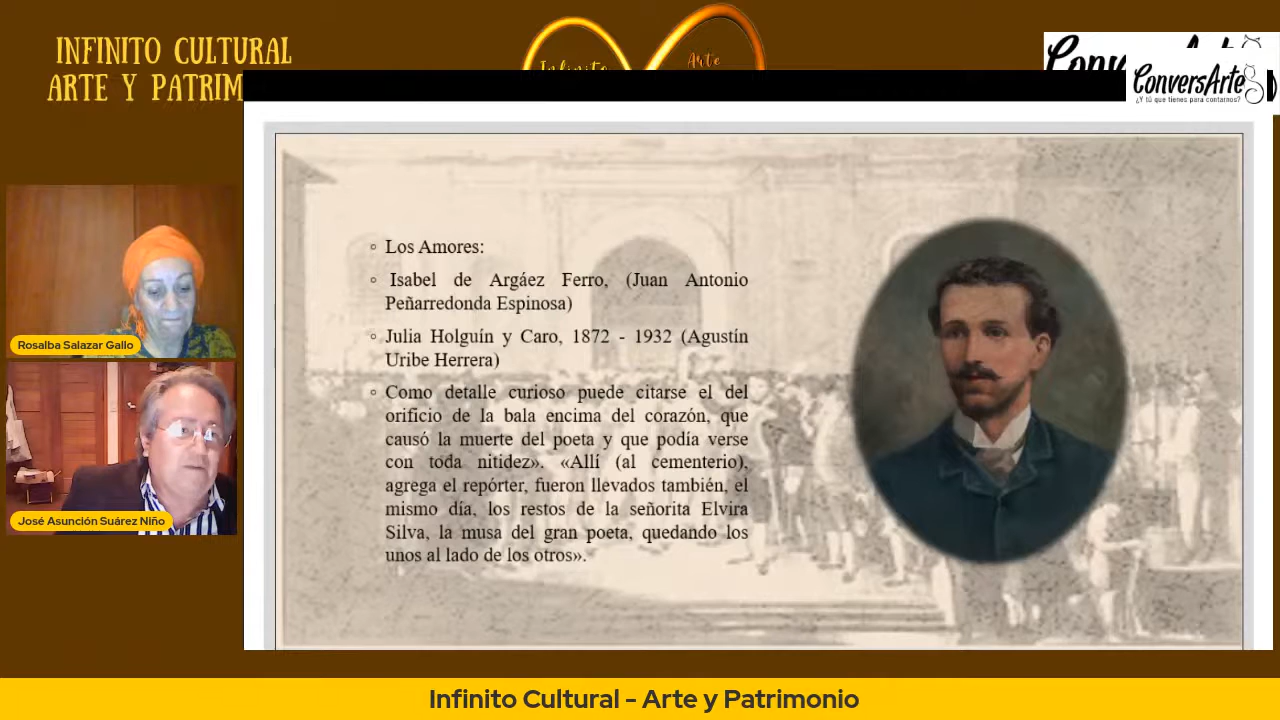 INFINITO CULTURAL
ARTE Y PATRIM
Infinito
Arte
ConversArte
¿Y tú que tienes para contarnos?
Los Amores:
Isabel de Argáez Ferro, (Juan Antonio
Peñarredonda Espinosa)
Julia Holguín y Caro, 1872 - 1932 (Agustín
Uribe Herrera)
Como detalle curioso puede citarse el del
orificio de la bala encima del corazón, que
causó la muerte del poeta y que podía verse
con toda nitidez». «Allí (al cementerio),
agrega el repórter, fueron llevados también, el
mismo día, los restos de la señorita Elvira
Silva, la musa del gran poeta, quedando los
unos al lado de los otros».
Rosalba Salazar Gallo
José Asunción Suárez Niño
Infinito Cultural - Arte y Patrimonio